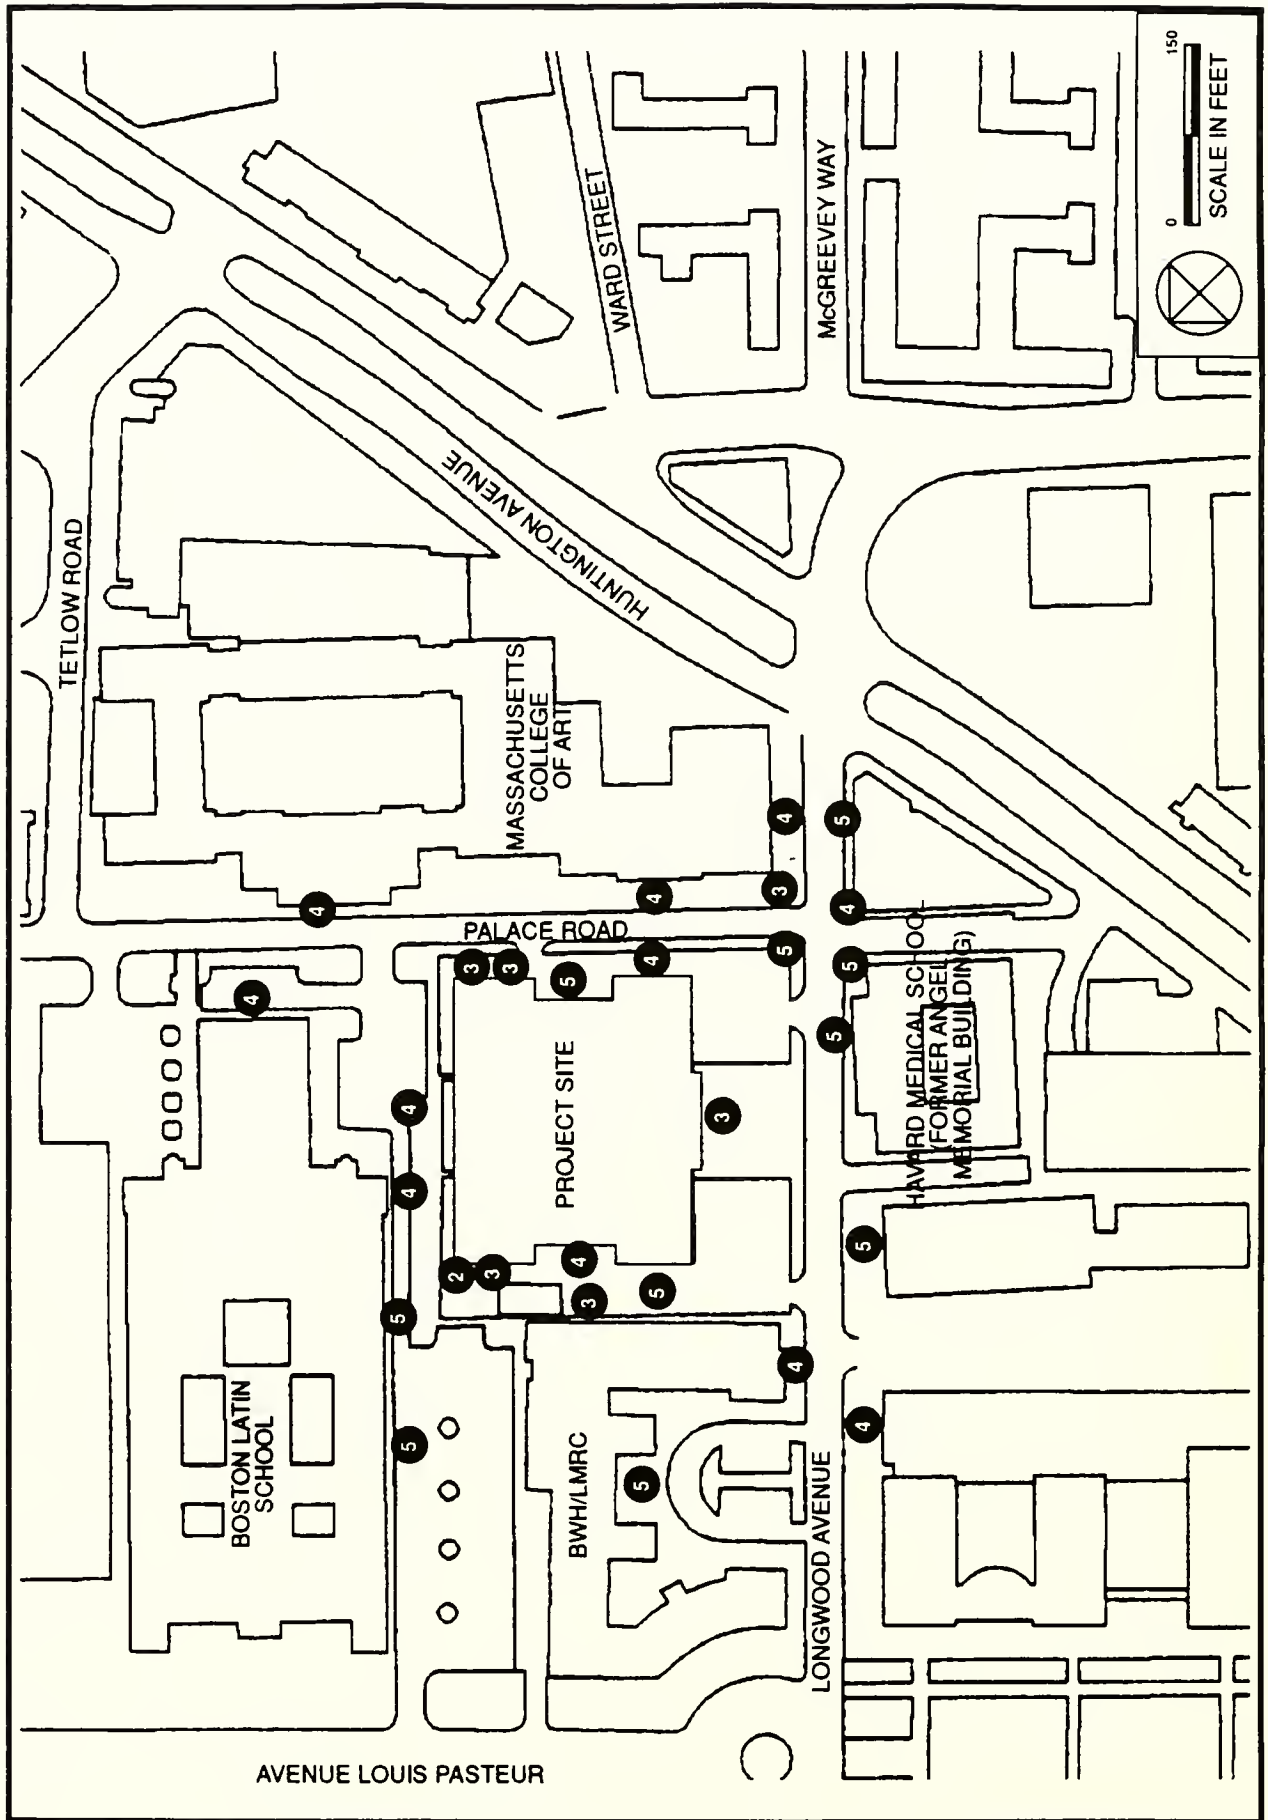 TETLOW ROAD
BOSTON LATIN
SCHOOL
4
4
AVENUE LOUIS PASTEUR
5
5
4
4
2
3
3
3
PALACE ROAD
MASSACHUSETTS
COLLEGE
OF ART
HUNTINGTON AVENUE
BWH/LMRC
PROJECT SITE
4
5
3
WARD STREET
5
5
4
4
3
4
5
3
4
LONGWOOD AVENUE
McGREEVEY WAY
5
5
4
5
4
5
HAVARD MEDICAL SCHOOL
(FORMER ANGEL
MEMORIAL BUILDING)
0 150
SCALE IN FEET